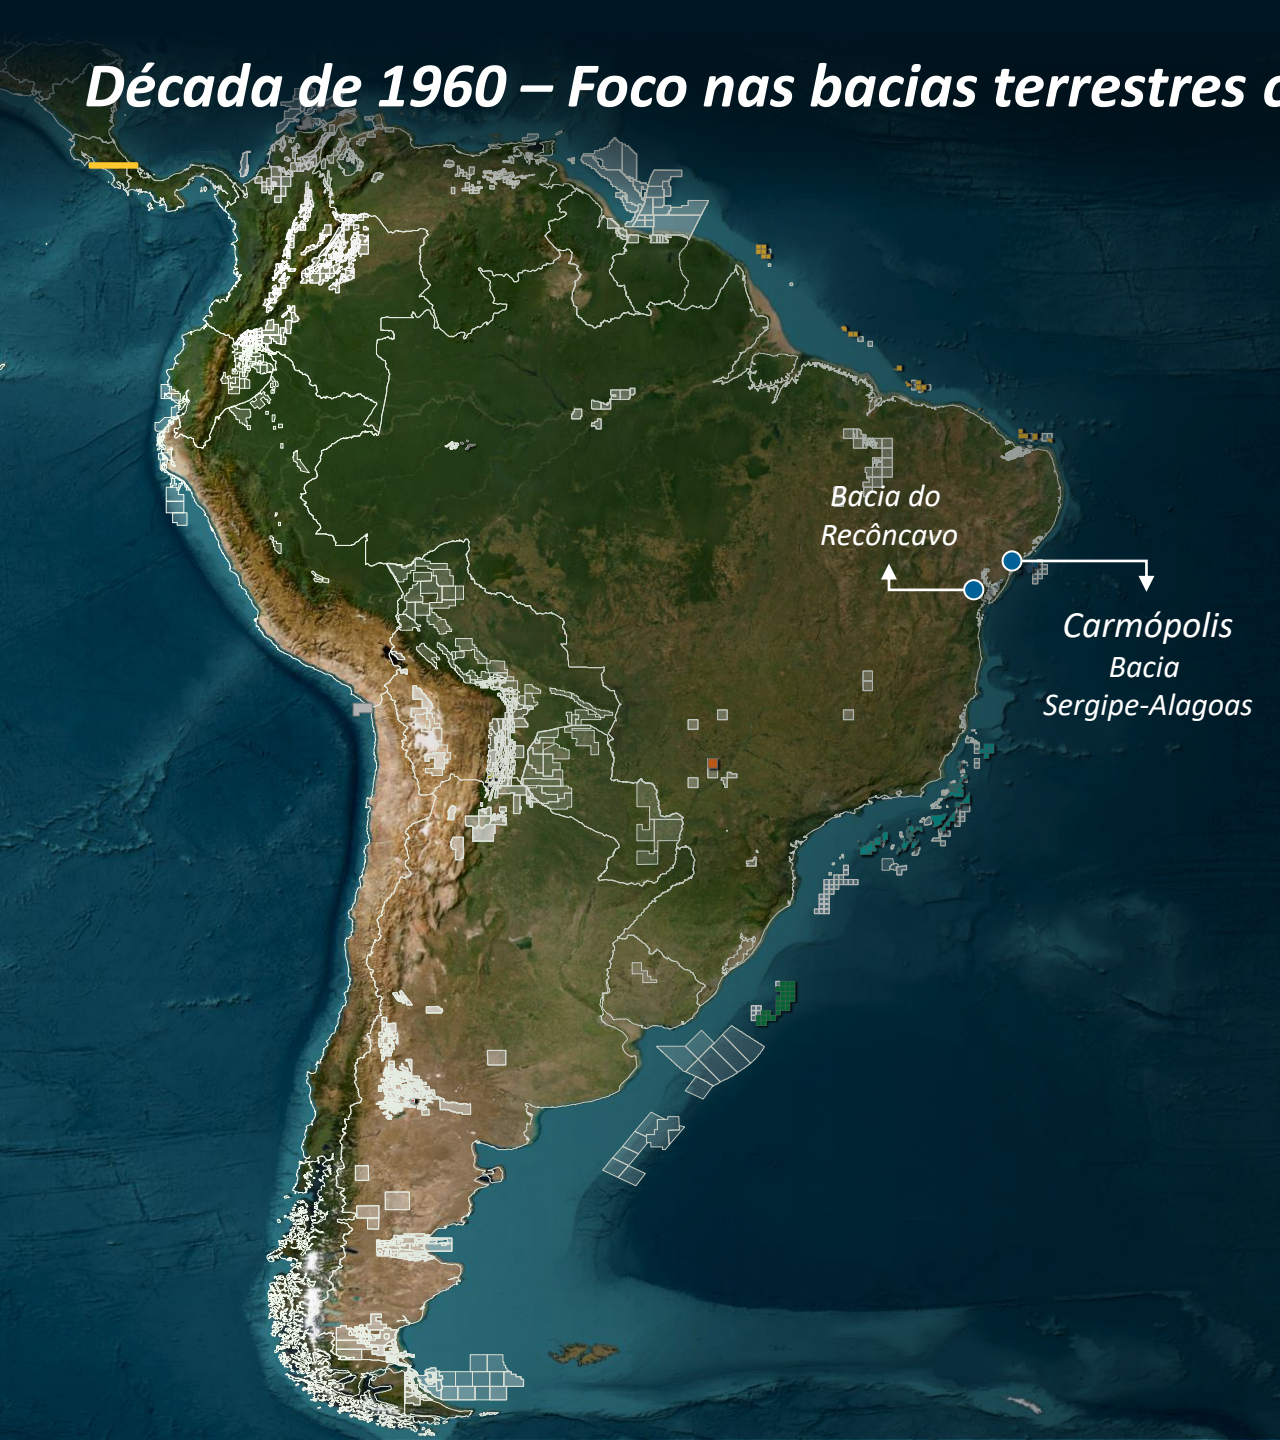 Década de 1960 – Foco nas bacias terrestres
Bacia do
Recôncavo
Carmópolis
Bacia
Sergipe-Alagoas